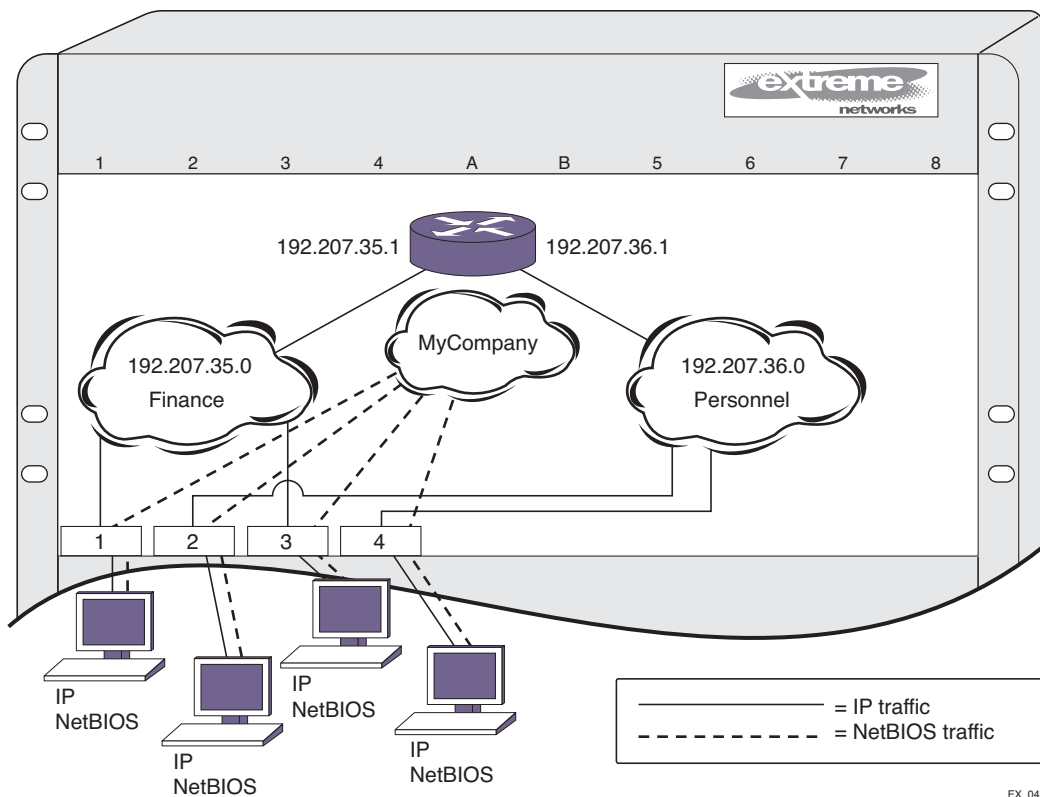 extreme
networks
1 2 3 4 A B 5 6 7 8
192.207.35.1
192.207.36.1
MyCompany
192.207.35.0
Finance
192.207.36.0
Personnel
1
2
3
4
IP
NetBIOS
IP
NetBIOS
IP
NetBIOS
IP
NetBIOS
= IP traffic
= NetBIOS traffic
EX_04